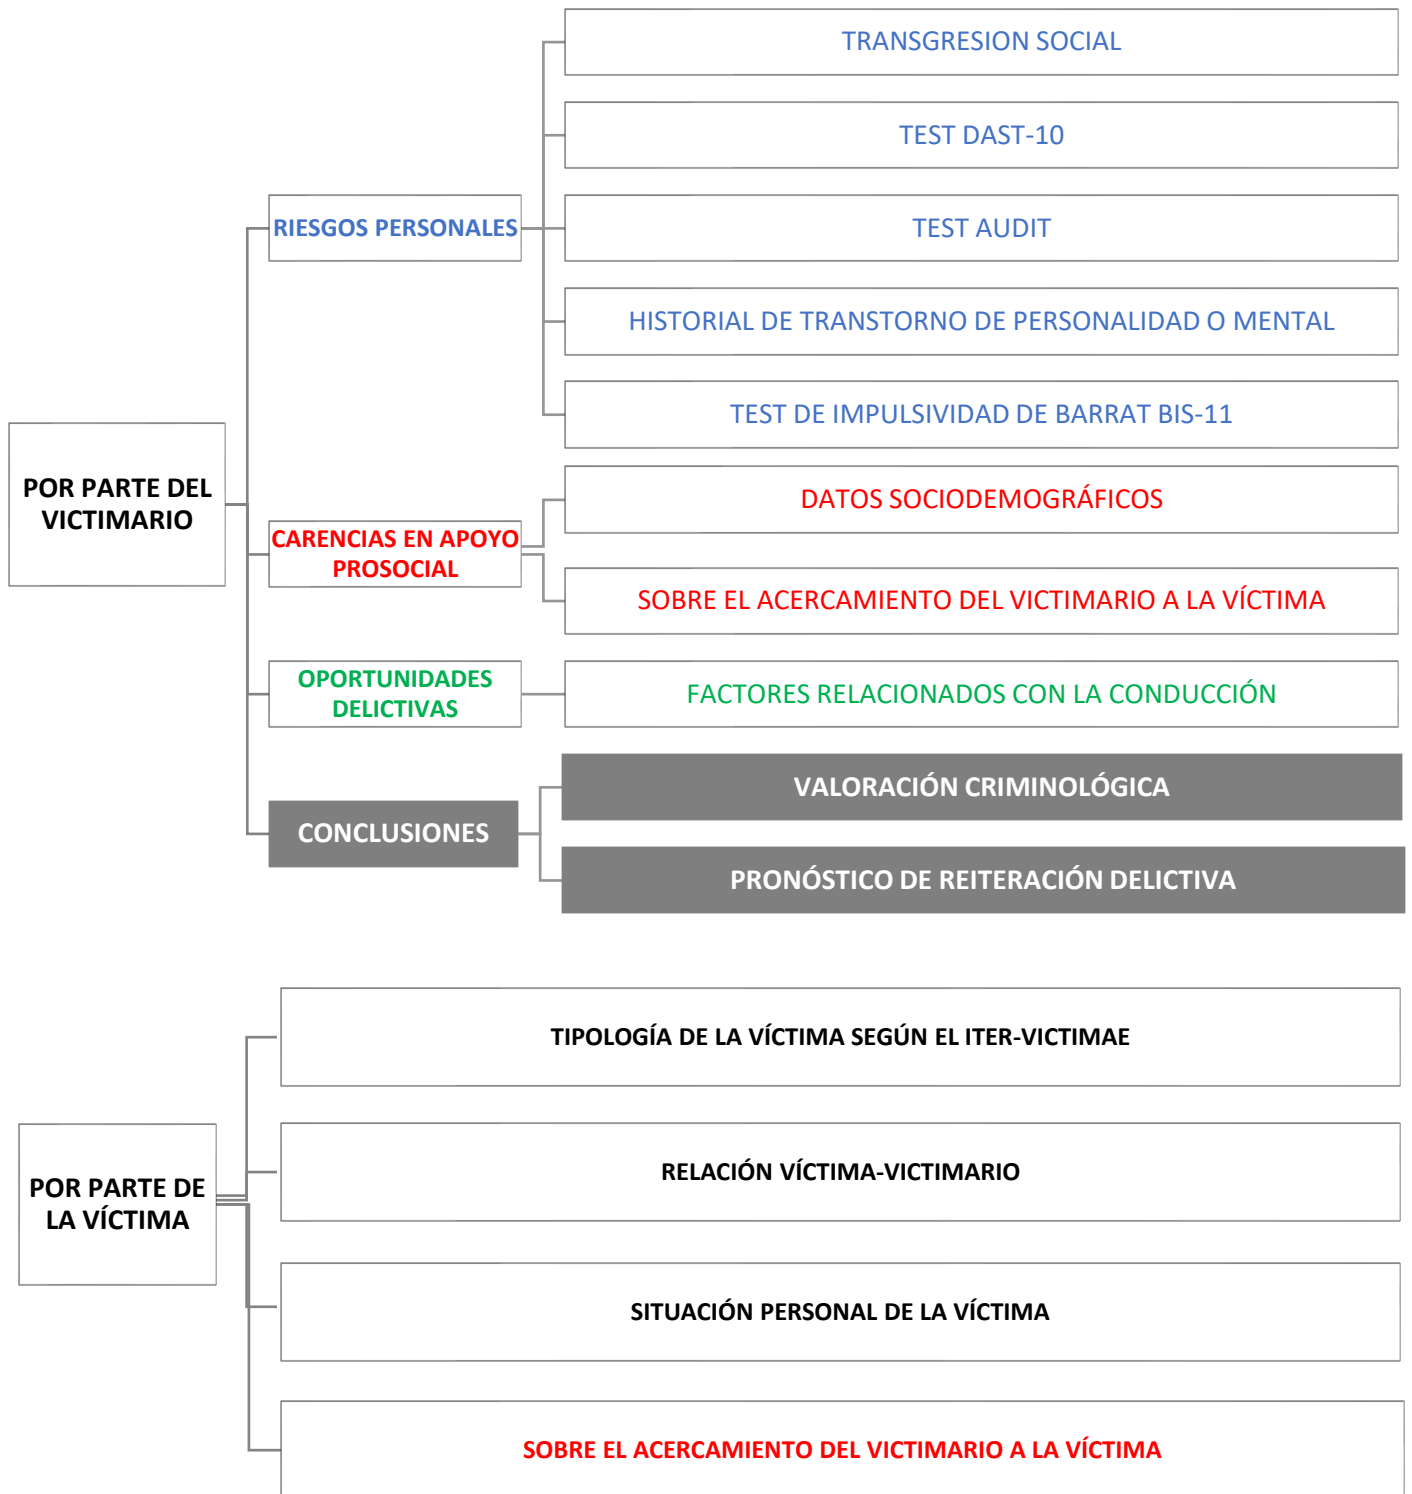 POR PARTE DEL
VICTIMARIO
RIESGOS PERSONALES
TRANSGRESION SOCIAL
TEST DAST-10
TEST AUDIT
HISTORIAL DE TRANSTORNO DE PERSONALIDAD O MENTAL
TEST DE IMPULSIVIDAD DE BARRAT BIS-11
CARENCIAS EN APOYO
PROSOCIAL
DATOS SOCIODEMOGRÁFICOS
SOBRE EL ACERCAMIENTO DEL VICTIMARIO A LA VÍCTIMA
OPORTUNIDADES
DELICTIVAS
FACTORES RELACIONADOS CON LA CONDUCCIÓN
CONCLUSIONES
VALORACIÓN CRIMINOLÓGICA
PRONÓSTICO DE REITERACIÓN DELICTIVA
POR PARTE DE
LA VÍCTIMA
TIPOLOGÍA DE LA VÍCTIMA SEGÚN EL ITER-VICTIMAE
RELACIÓN VÍCTIMA-VICTIMARIO
SITUACIÓN PERSONAL DE LA VÍCTIMA
SOBRE EL ACERCAMIENTO DEL VICTIMARIO A LA VÍCTIMA